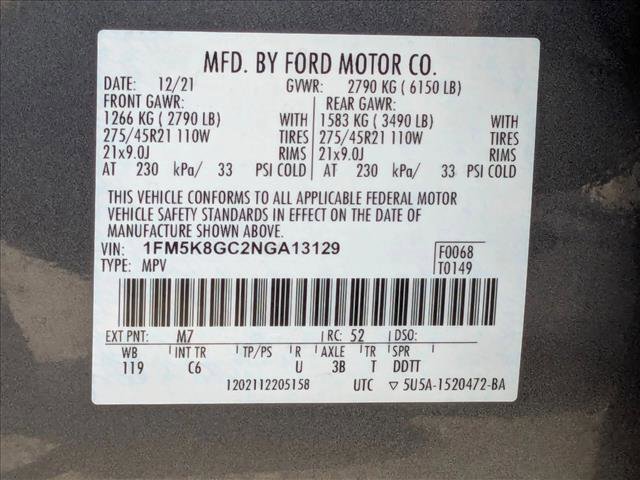 MFD. BY FORD MOTOR CO.
DATE: 12/21 GVWR: 2790 KG ( 6150 LB)
FRONT GAWR: REAR GAWR:
1266 KG ( 2790 LB) WITH 1583 KG ( 3490 LB) WITH
275/45R21 110W TIRES 275/45R21 110W TIRES
21x9.0J RIMS 21x9.0J RIMS
AT 230 kPa/ 33 PSI COLD AT 230 kPa/ 33 PSI COLD
THIS VEHICLE CONFORMS TO ALL APPLICABLE FEDERAL MOTOR
VEHICLE SAFETY STANDARDS IN EFFECT ON THE DATE OF
MANUFACTURE SHOWN ABOVE.
VIN: 1FM5K8GC2NGA13129 F0068
TYPE: MPV T0149
EXT PNT: M7 RC: 52 DSO:
WB INT TR TP/PS R AXLE TR SPR
119 C6 U 3B T DDTT
1202112205158 UTC ▽ 5U5A-1520472-BA